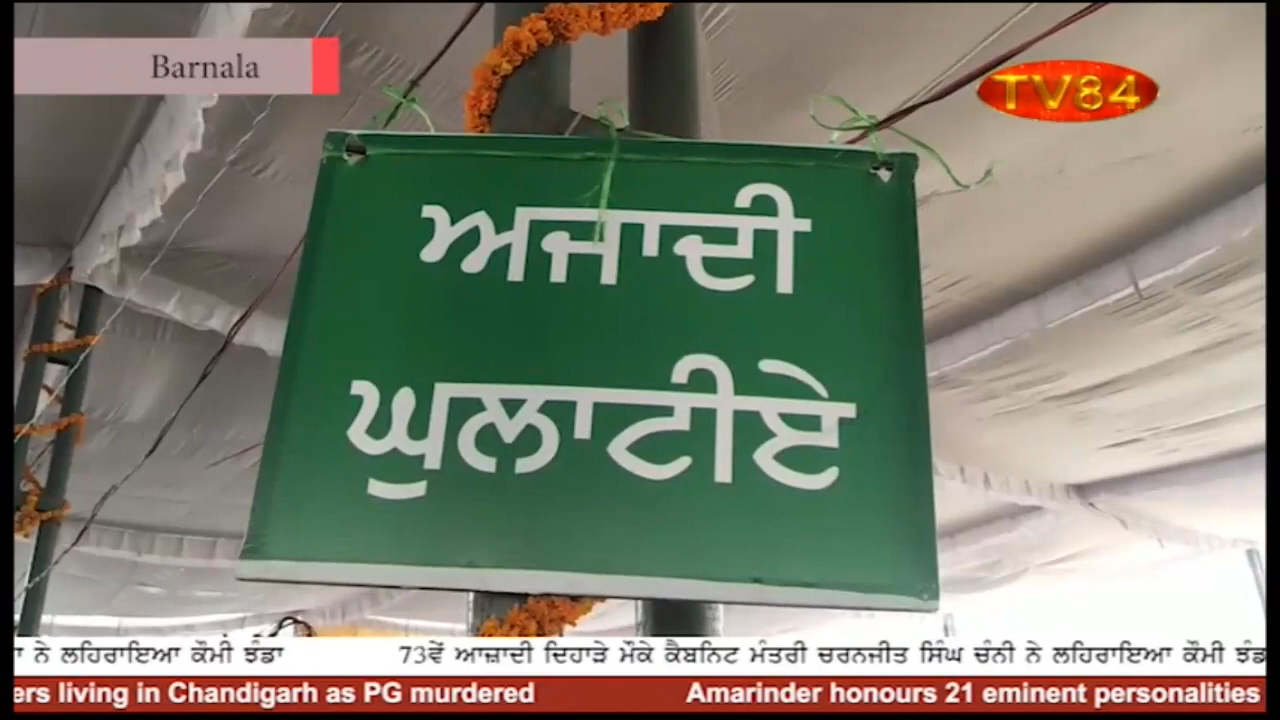 Barnala
TV84
ਅਜਾਦੀ
ਘੁਲਾਟੀਏ
ਨੇ ਲਹਿਰਾਇਆ ਕੌਮੀ ਝੰਡਾ 73ਵੇਂ ਆਜ਼ਾਦੀ ਦਿਹਾੜੇ ਮੌਕੇ ਕੈਬਨਿਟ ਮੰਤਰੀ ਚਰਨਜੀਤ ਸਿੰਘ ਚੰਨੀ ਨੇ ਲਹਿਰਾਇਆ ਕੌਮੀ
ers living in Chandigarh as PG murdered Amarinder honours 21 eminent personalities